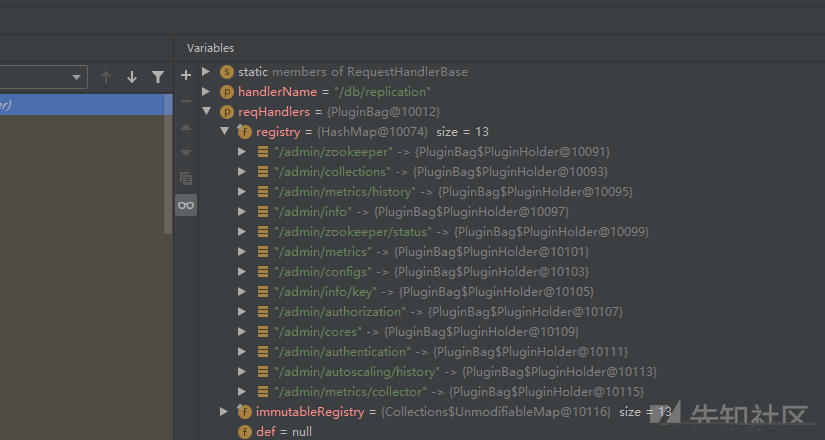 Variables
static members of RequestHandlerBase
handlerName = "/db/replication"
reqHandlers = {PluginBag@10012}
registry = {HashMap@10074} size = 13
"/admin/zookeeper" -> {PluginBag$PluginHolder@10091}
"/admin/collections" -> {PluginBag$PluginHolder@10093}
"/admin/metrics/history" -> {PluginBag$PluginHolder@10095}
"/admin/info" -> {PluginBag$PluginHolder@10097}
"/admin/zookeeper/status" -> {PluginBag$PluginHolder@10099}
"/admin/metrics" -> {PluginBag$PluginHolder@10101}
"/admin/configs" -> {PluginBag$PluginHolder@10103}
"/admin/info/key" -> {PluginBag$PluginHolder@10105}
"/admin/authorization" -> {PluginBag$PluginHolder@10107}
"/admin/cores" -> {PluginBag$PluginHolder@10109}
"/admin/authentication" -> {PluginBag$PluginHolder@10111}
"/admin/autoscaling/history" -> {PluginBag$PluginHolder@10113}
"/admin/metrics/collector" -> {PluginBag$PluginHolder@10115}
immutableRegistry = {Collections$UnmodifiableMap@10116} size = 13
def = null
先知社区